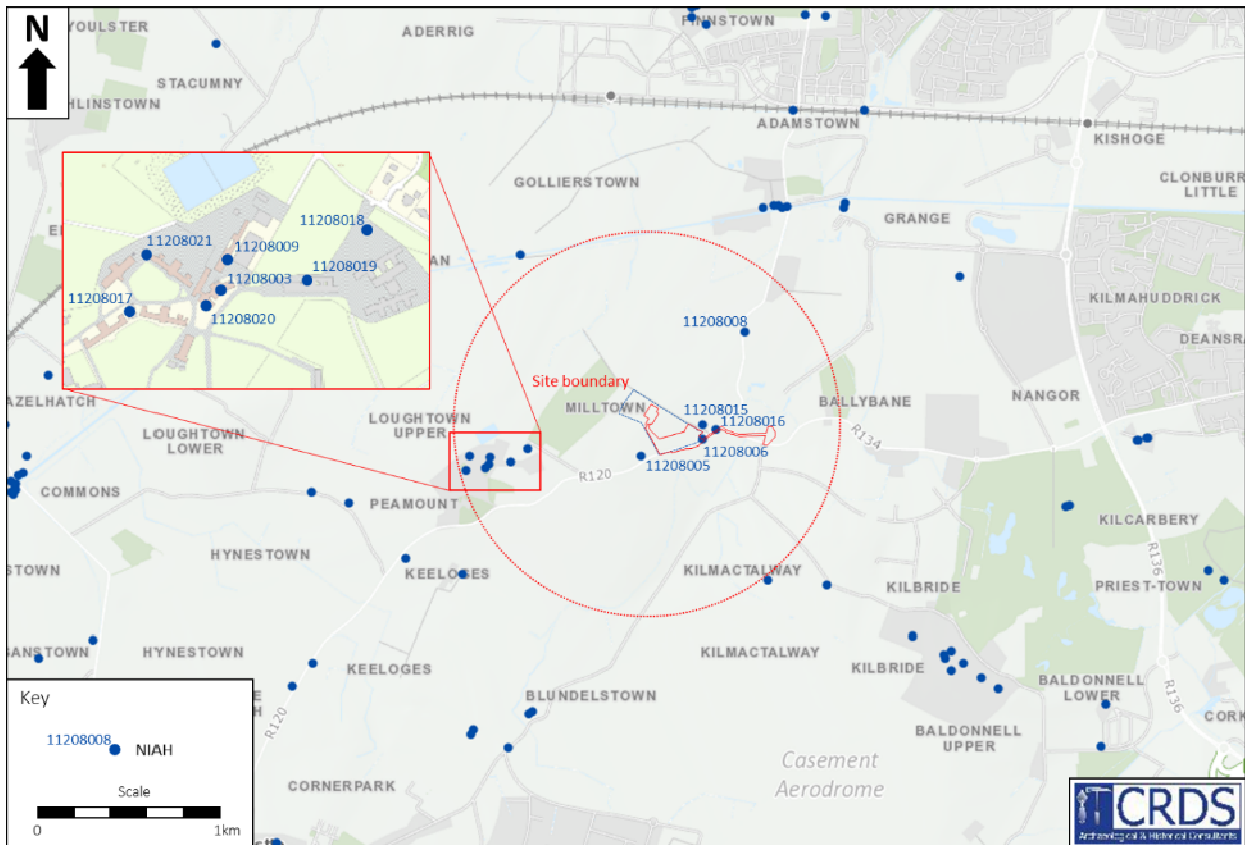 N
YOULSTER
ADERRIG
FINNSTOWN
STACUMNY
HLINSTOWN
ADAMSTOWN
KISHOGE
GOLLIERSTOWN
CLONBURR
LITTLE
GRANGE
11208018
11208021
11208009
11208019
11208003
11208017
11208020
AN
KILMAHUDDRICK
11208008
DEANSRA
Site boundary
AZELHATCH
MILLTOWN
BALLYBANE
NANGOR
LOUGHTOWN
UPPER
11208015
11208016
LOUGHTOWN
LOWER
R134
11208006
11208005
R120
COMMONS
PEAMOUNT
KILCARBERY
R136
HYNESTOWN
STOWN
KEELOGES
KILMACTALWAY
KILBRIDE
PRIEST-TOWN
GANSTOWN
HYNESTOWN
KEELOGES
KILMACTALWAY
KILBRIDE
BALDONNELL
LOWER
R136
BLUNDELSTOWN
R120
CORK
BALDONNELL
UPPER
Key
11208008
NIAH
Scale
0
1km
CORNERPARK
Casement
Aerodrome
CRDS
Archaeological & Historical Consultants